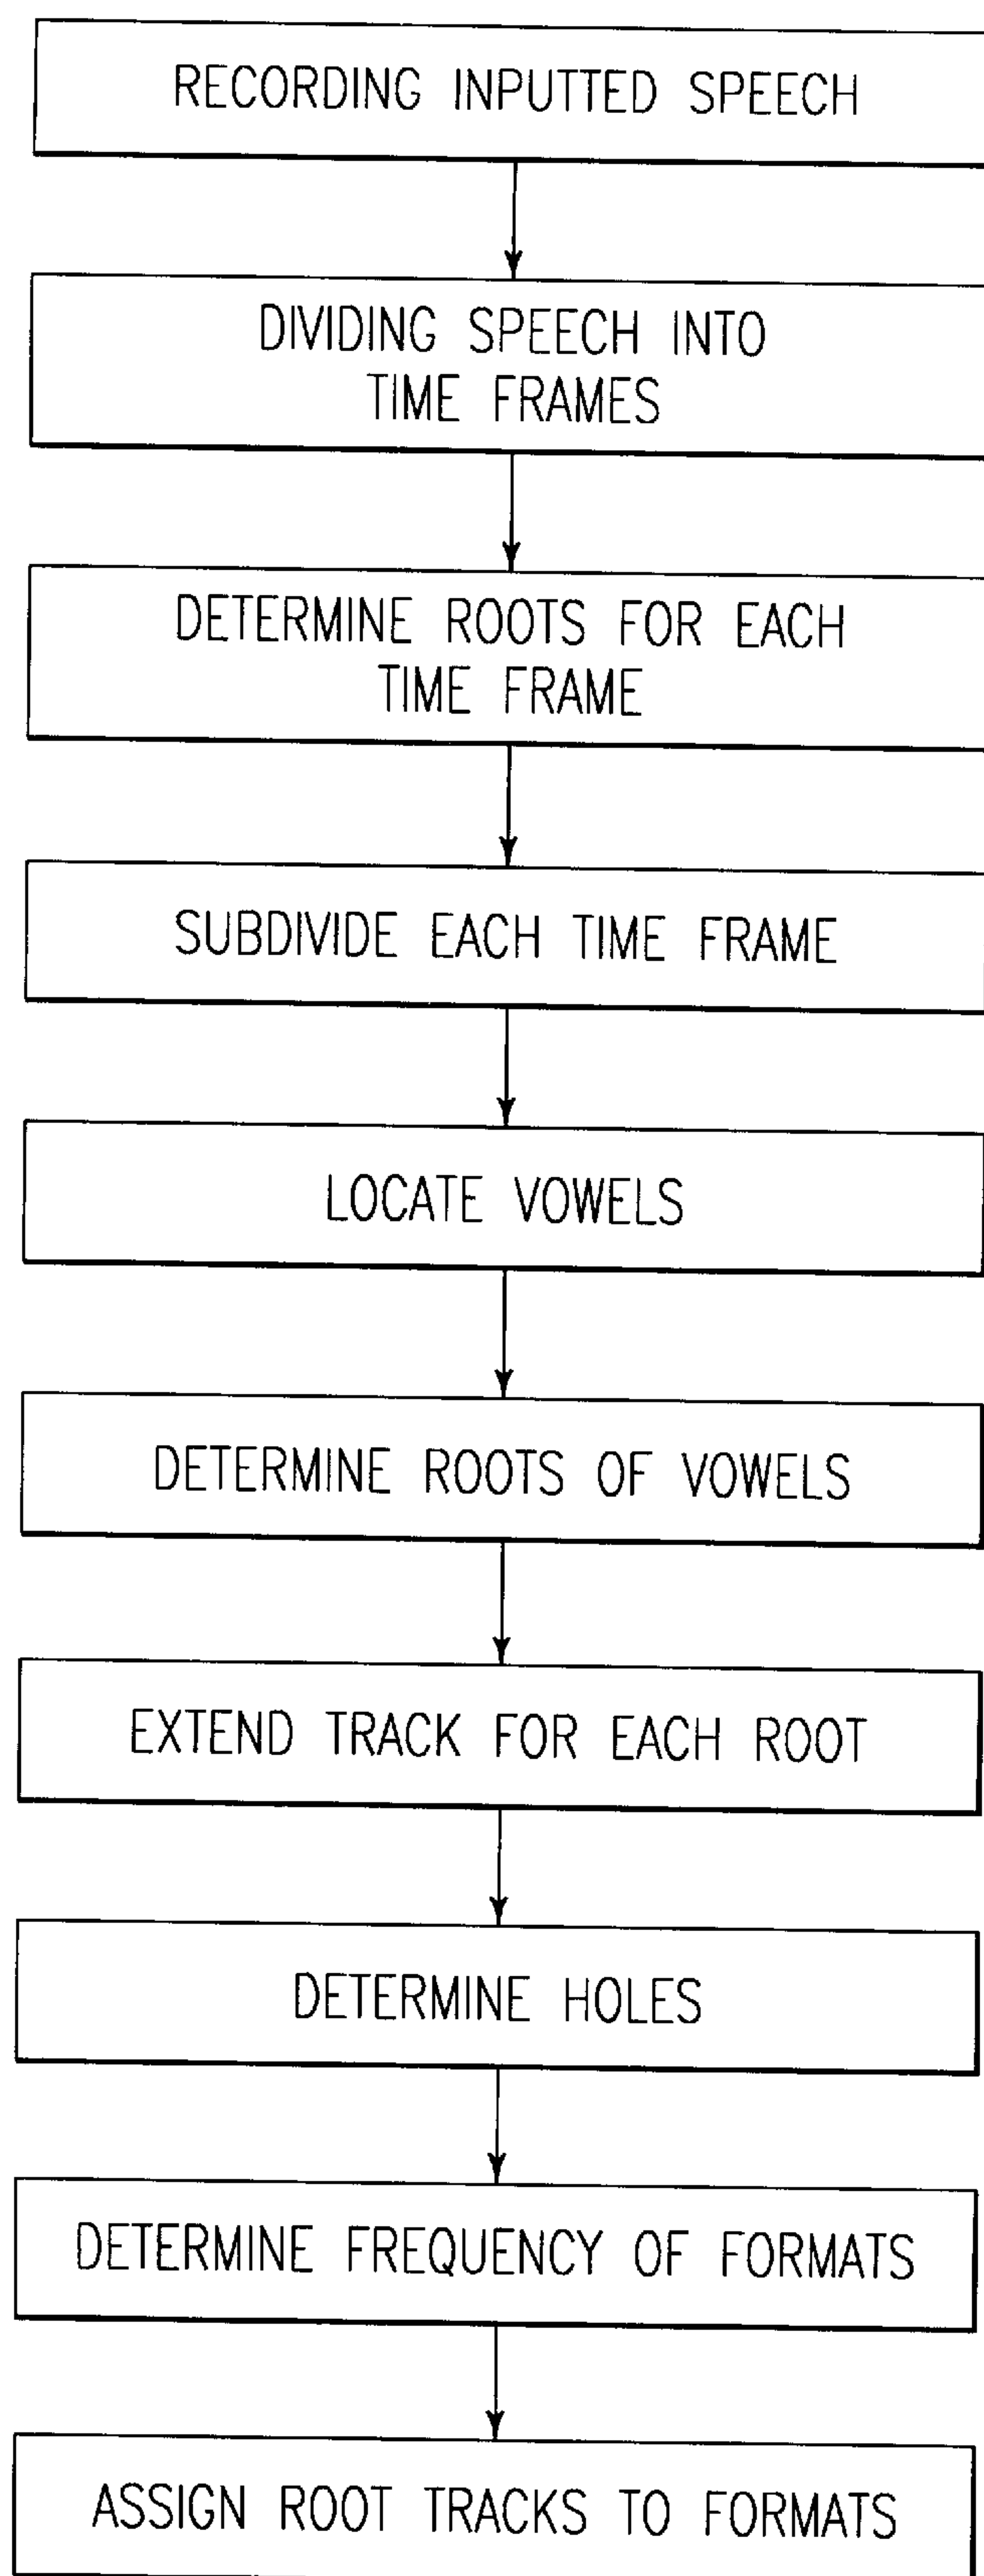 RECORDING INPUTTED SPEECH
DIVIDING SPEECH INTO
TIME FRAMES
DETERMINE ROOTS FOR EACH
TIME FRAME
SUBDIVIDE EACH TIME FRAME
LOCATE VOWELS
DETERMINE ROOTS OF VOWELS
EXTEND TRACK FOR EACH ROOT
DETERMINE HOLES
DETERMINE FREQUENCY OF FORMATS
ASSIGN ROOT TRACKS TO FORMATS